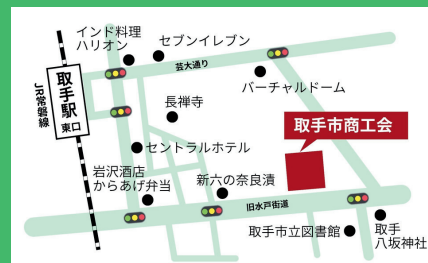 インド料理
ハリオン
セブンイレブン
芸大通り
バーチャルドーム
取手駅
東口
JR常磐線
長禅寺
取手市商工会
セントラルホテル
岩沢酒店
からあげ弁当
新六の奈良漬
旧水戸街道
取手市立図書館
取手
八坂神社